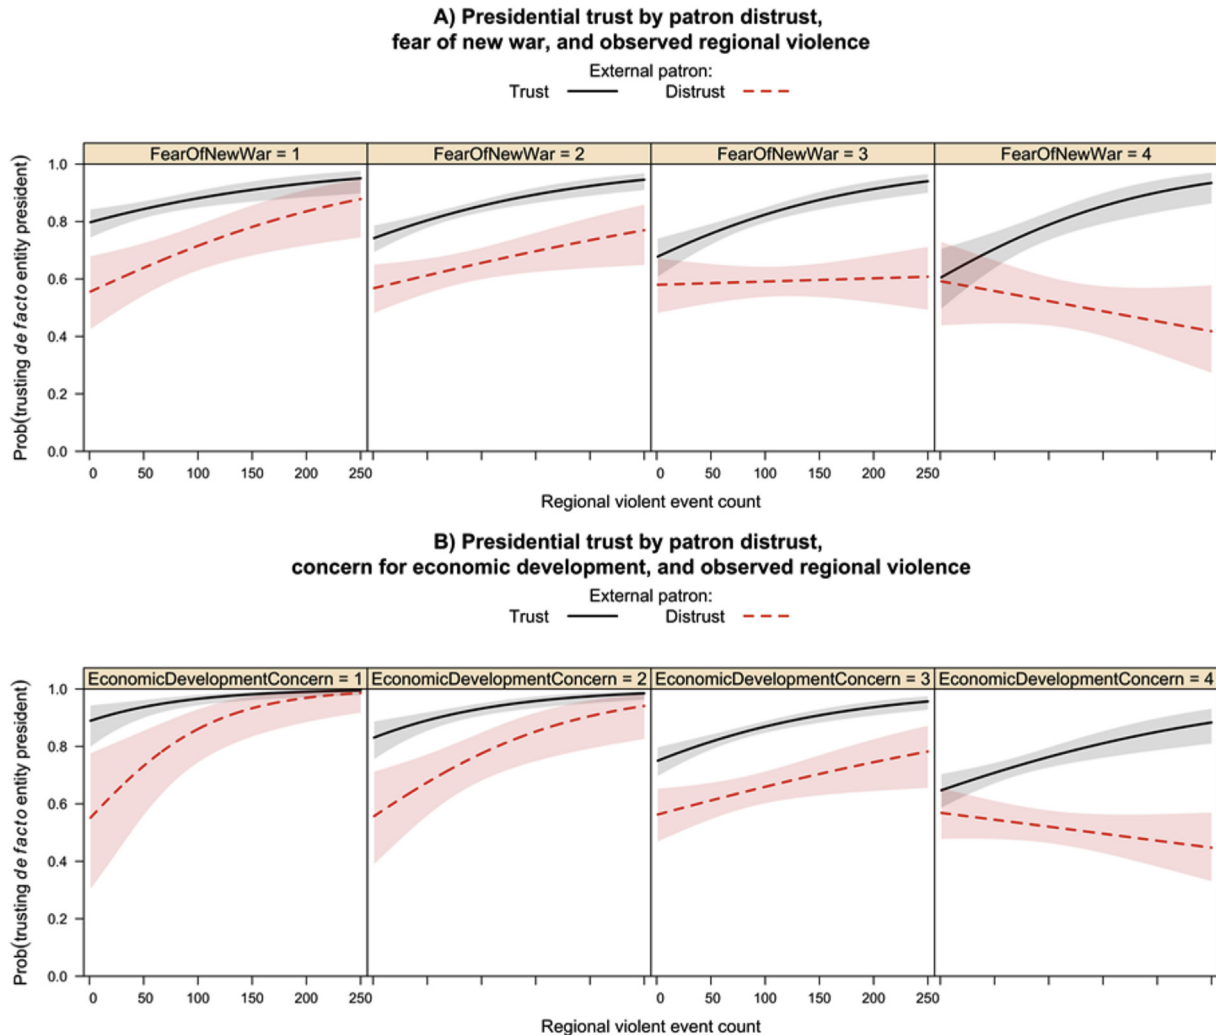 A) Presidential trust by patron distrust,
fear of new war, and observed regional violence
External patron:
Trust Distrust
FearOfNewWar = 1 FearOfNewWar = 2 FearOfNewWar = 3 FearOfNewWar = 4
Prob(trusting de facto entity president)
1.0
0.8
0.6
0.4
0.2
0.0
0 50 100 150 200 250 0 50 100 150 200 250
Regional violent event count
B) Presidential trust by patron distrust,
concern for economic development, and observed regional violence
External patron:
Trust Distrust
EconomicDevelopmentConcern = 1 EconomicDevelopmentConcern = 2 EconomicDevelopmentConcern = 3 EconomicDevelopmentConcern = 4
Prob(trusting de facto entity president)
1.0
0.8
0.6
0.4
0.2
0.0
0 50 100 150 200 250 0 50 100 150 200 250
Regional violent event count